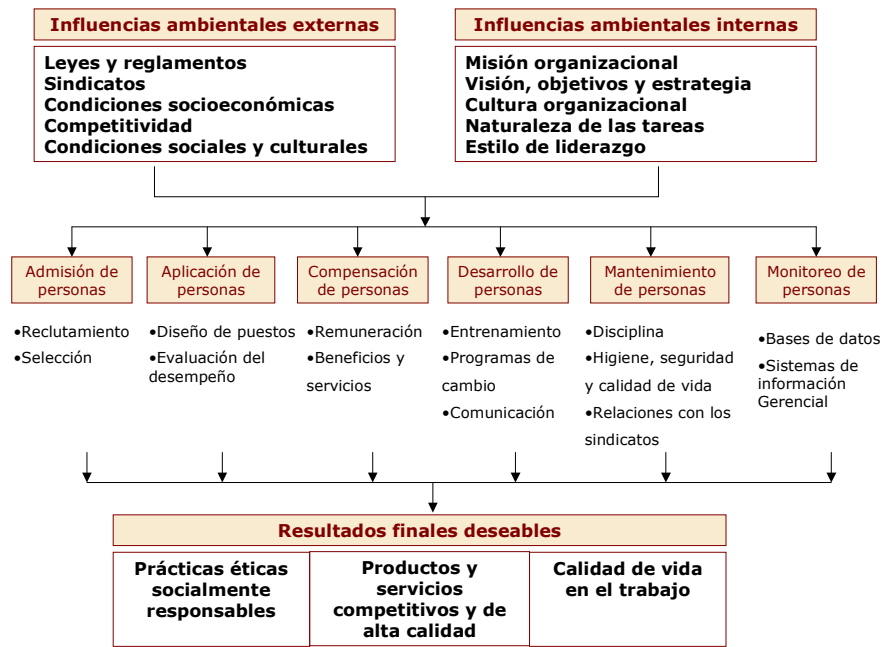 Influencias ambientales externas
Leyes y reglamentos
Sindicatos
Condiciones socioeconómicas
Competitividad
Condiciones sociales y culturales
Influencias ambientales internas
Misión organizacional
Visión, objetivos y estrategia
Cultura organizacional
Naturaleza de las tareas
Estilo de liderazgo
Admisión de
personas
•Reclutamiento
•Selección
Aplicación de
personas
•Diseño de puestos
•Evaluación del
desempeño
Compensación
de personas
•Remuneración
•Beneficios y
servicios
Desarrollo de
personas
•Entrenamiento
•Programas de
cambio
•Comunicación
Mantenimiento
de personas
•Disciplina
•Higiene, seguridad
y calidad de vida
•Relaciones con los
sindicatos
Monitoreo de
personas
•Bases de datos
•Sistemas de
información
Gerencial
Resultados finales deseables
Prácticas éticas
socialmente
responsables
Productos y
servicios
competitivos y de
alta calidad
Calidad de vida
en el trabajo